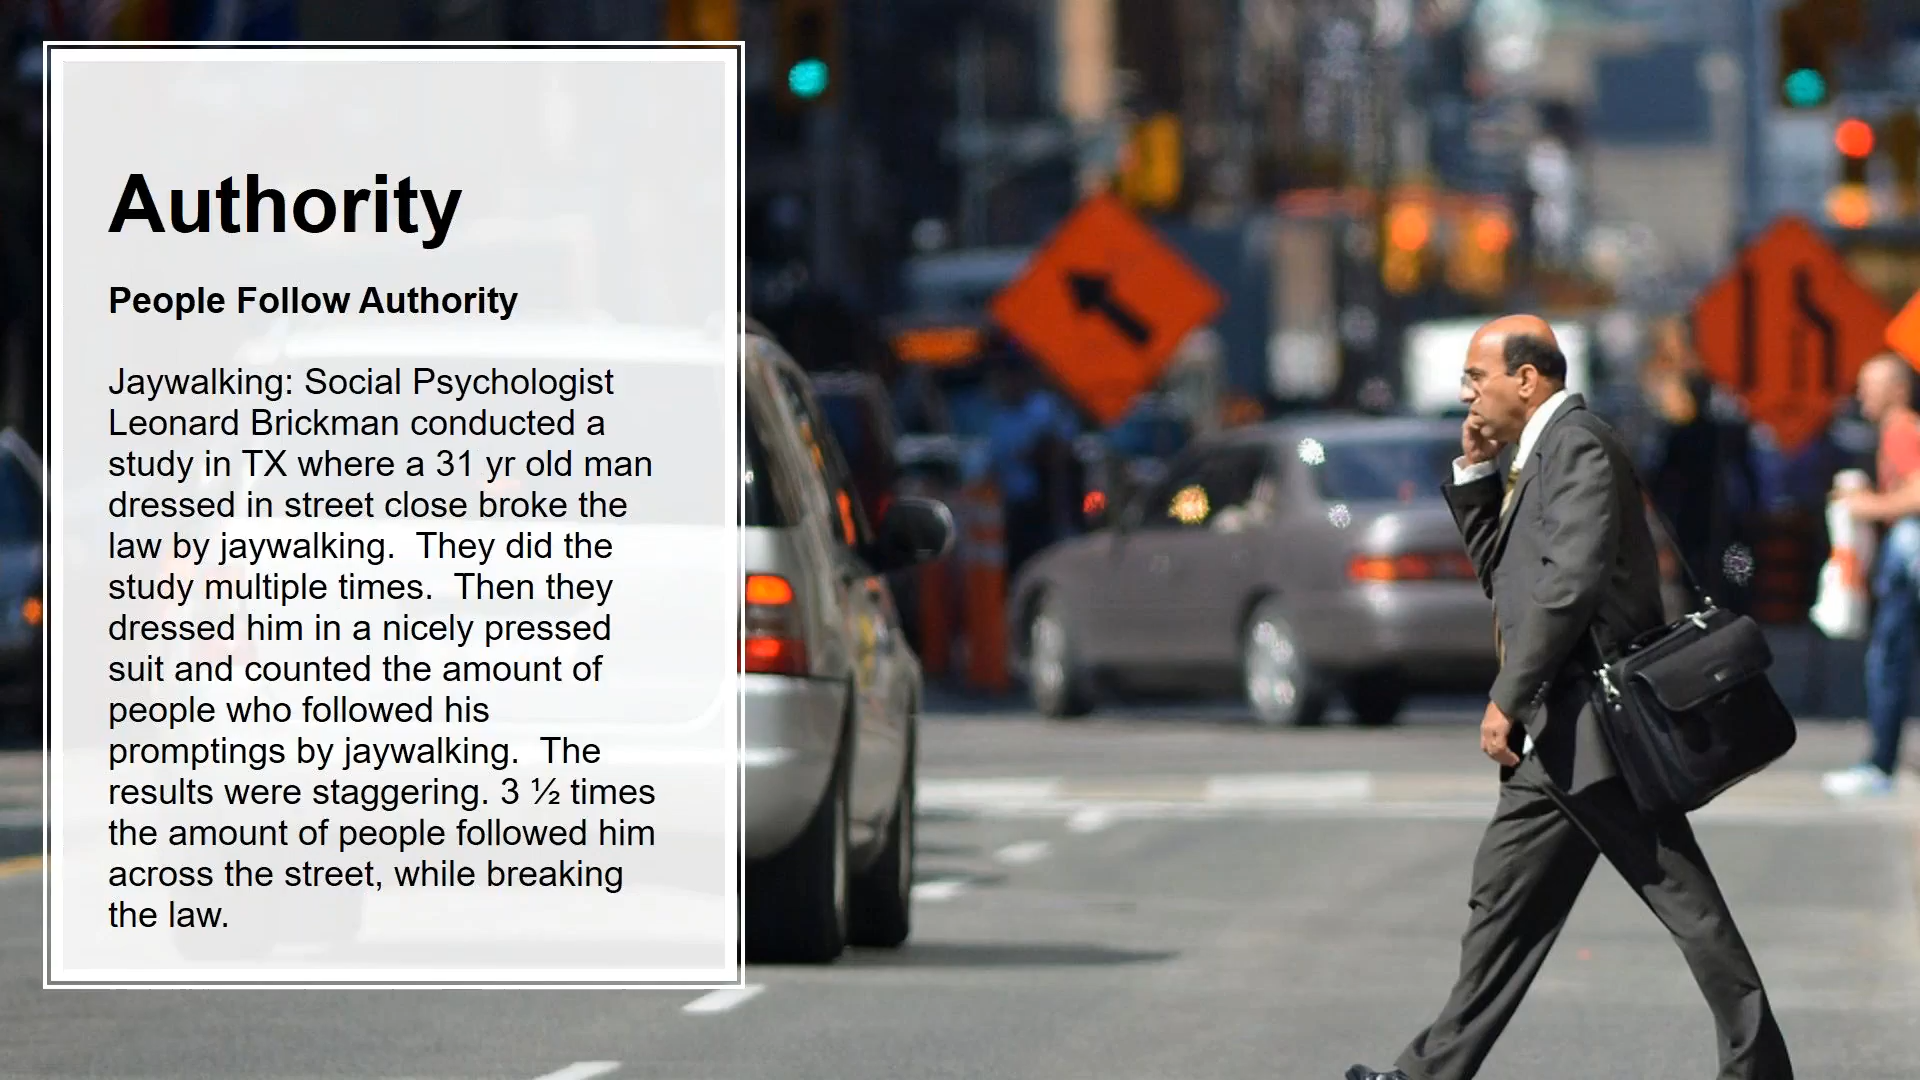 Authority
People Follow Authority
Jaywalking: Social Psychologist
Leonard Brickman conducted a
study in TX where a 31 yr old man
dressed in street close broke the
law by jaywalking.  They did the
study multiple times.  Then they
dressed him in a nicely pressed
suit and counted the amount of
people who followed his
promptings by jaywalking.  The
results were staggering. 3 ½ times
the amount of people followed him
across the street, while breaking
the law.